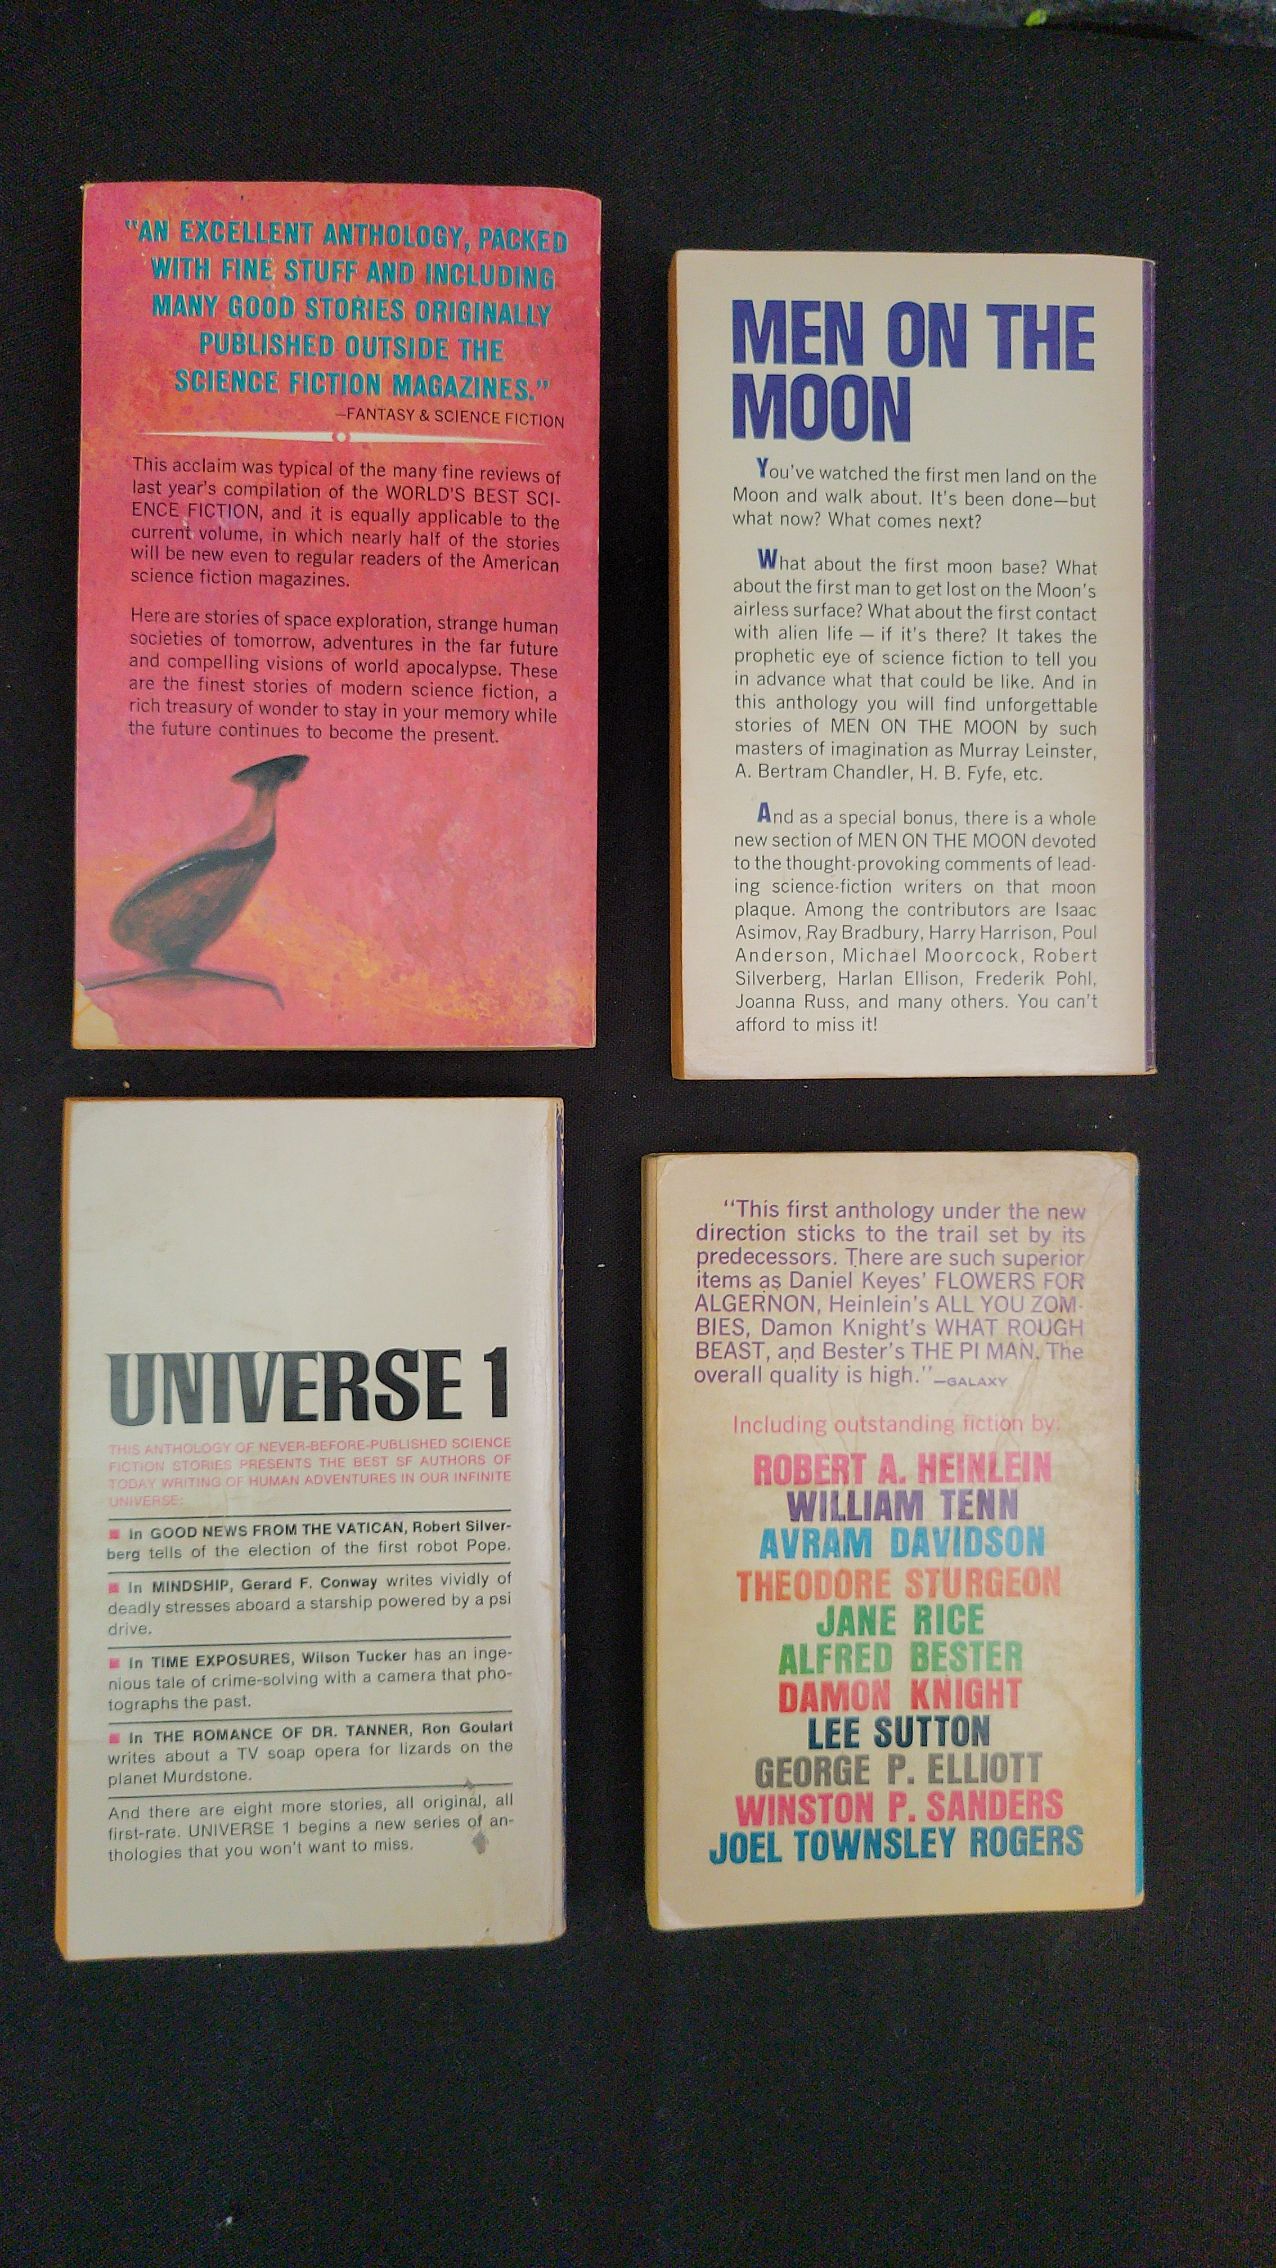 "AN EXCELLENT ANTHOLOGY, PACKED
WITH FINE STUFF AND INCLUDING
MANY GOOD STORIES ORIGINALLY
PUBLISHED OUTSIDE THE
SCIENCE FICTION MAGAZINES."
—FANTASY & SCIENCE FICTION
This acclaim was typical of the many fine reviews of
last year's compilation of the WORLD'S BEST SCI-
ENCE FICTION, and it is equally applicable to the
current volume, in which nearly half of the stories
will be new even to regular readers of the American
science fiction magazines.
Here are stories of space exploration, strange human
societies of tomorrow, adventures in the far future
and compelling visions of world apocalypse. These
are the finest stories of modern science fiction, a
rich treasury of wonder to stay in your memory while
the future continues to become the present.
MEN ON THE
MOON
You've watched the first men land on the
Moon and walk about. It's been done—but
what now? What comes next?
What about the first moon base? What
about the first man to get lost on the Moon's
airless surface? What about the first contact
with alien life — if it's there? It takes the
prophetic eye of science fiction to tell you
in advance what that could be like. And in
this anthology you will find unforgettable
stories of MEN ON THE MOON by such
masters of imagination as Murray Leinster,
A. Bertram Chandler, H. B. Fyfe, etc.
And as a special bonus, there is a whole
new section of MEN ON THE MOON devoted
to the thought-provoking comments of lead-
ing science-fiction writers on that moon
plaque. Among the contributors are Isaac
Asimov, Ray Bradbury, Harry Harrison, Poul
Anderson, Michael Moorcock, Robert
Silverberg, Harlan Ellison, Frederik Pohl,
Joanna Russ, and many others. You can't
afford to miss it!
UNIVERSE 1
THIS ANTHOLOGY OF NEVER-BEFORE-PUBLISHED SCIENCE
FICTION STORIES PRESENTS THE BEST SF AUTHORS OF
TODAY WRITING OF HUMAN ADVENTURES IN OUR INFINITE
UNIVERSE:
In GOOD NEWS FROM THE VATICAN, Robert Silver-
berg tells of the election of the first robot Pope.
In MINDSHIP, Gerard F. Conway writes vividly of
deadly stresses aboard a starship powered by a psi
drive.
In TIME EXPOSURES, Wilson Tucker has an inge-
nious tale of crime-solving with a camera that pho-
tographs the past.
In THE ROMANCE OF DR. TANNER, Ron Goulart
writes about a TV soap opera for lizards on the
planet Murdstone.
And there are eight more stories, all original, all
first-rate. UNIVERSE 1 begins a new series of an-
thologies that you won't want to miss.
"This first anthology under the new
direction sticks to the trail set by its
predecessors. There are such superior
items as Daniel Keyes' FLOWERS FOR
ALGERNON, Heinlein's ALL YOU ZOM-
BIES, Damon Knight's WHAT ROUGH
BEAST, and Bester's THE PI MAN. The
overall quality is high."—GALAXY
Including outstanding fiction by:
ROBERT A. HEINLEIN
WILLIAM TENN
AVRAM DAVIDSON
THEODORE STURGEON
JANE RICE
ALFRED BESTER
DAMON KNIGHT
LEE SUTTON
GEORGE P. ELLIOTT
WINSTON P. SANDERS
JOEL TOWNSLEY ROGERS